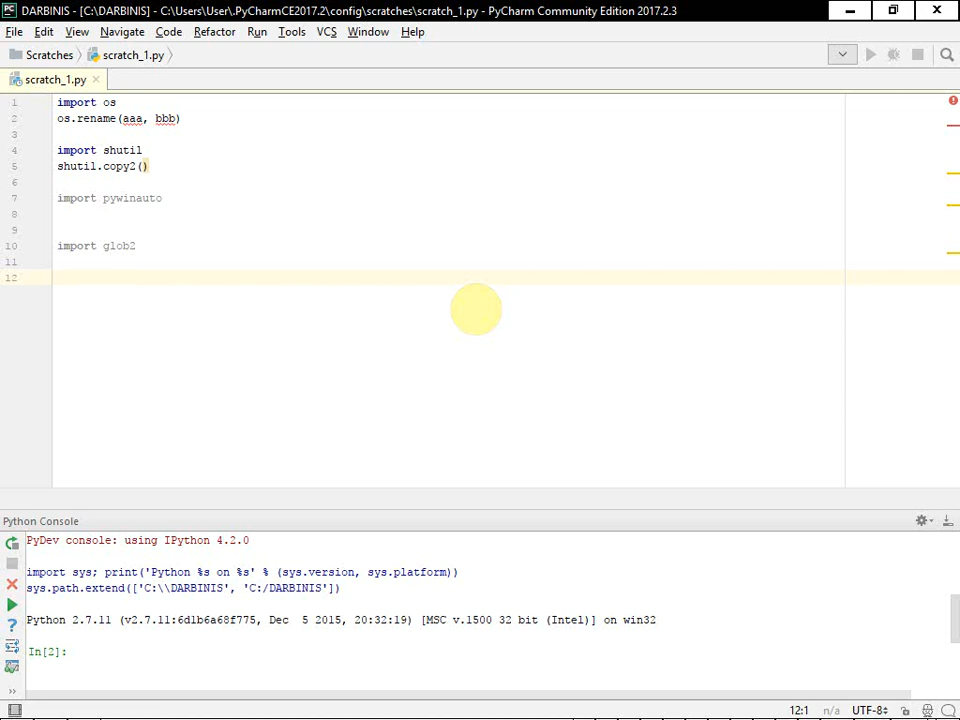 DARBINIS - [C:\DARBINIS] - C:\Users\User\.PyCharmCE2017.2\config\scratches\scratch_1.py - PyCharm Community Edition 2017.2.3
File Edit View Navigate Code Refactor Run Tools VCS Window Help
Scratches scratch_1.py
scratch_1.py
1 import os
2 os.rename(aaa, bbb)
3
4 import shutil
5 shutil.copy2()
6
7 import pywinauto
8
9
10 import glob2
11
12
Python Console
PyDev console: using IPython 4.2.0
import sys; print('Python %s on %s' % (sys.version, sys.platform))
sys.path.extend(['C:\\DARBINIS', 'C:/DARBINIS'])
Python 2.7.11 (v2.7.11:6d1b6a68f775, Dec  5 2015, 20:32:19) [MSC v.1500 32 bit (Intel)] on win32
In[2]:
12:1 n/a UTF-8